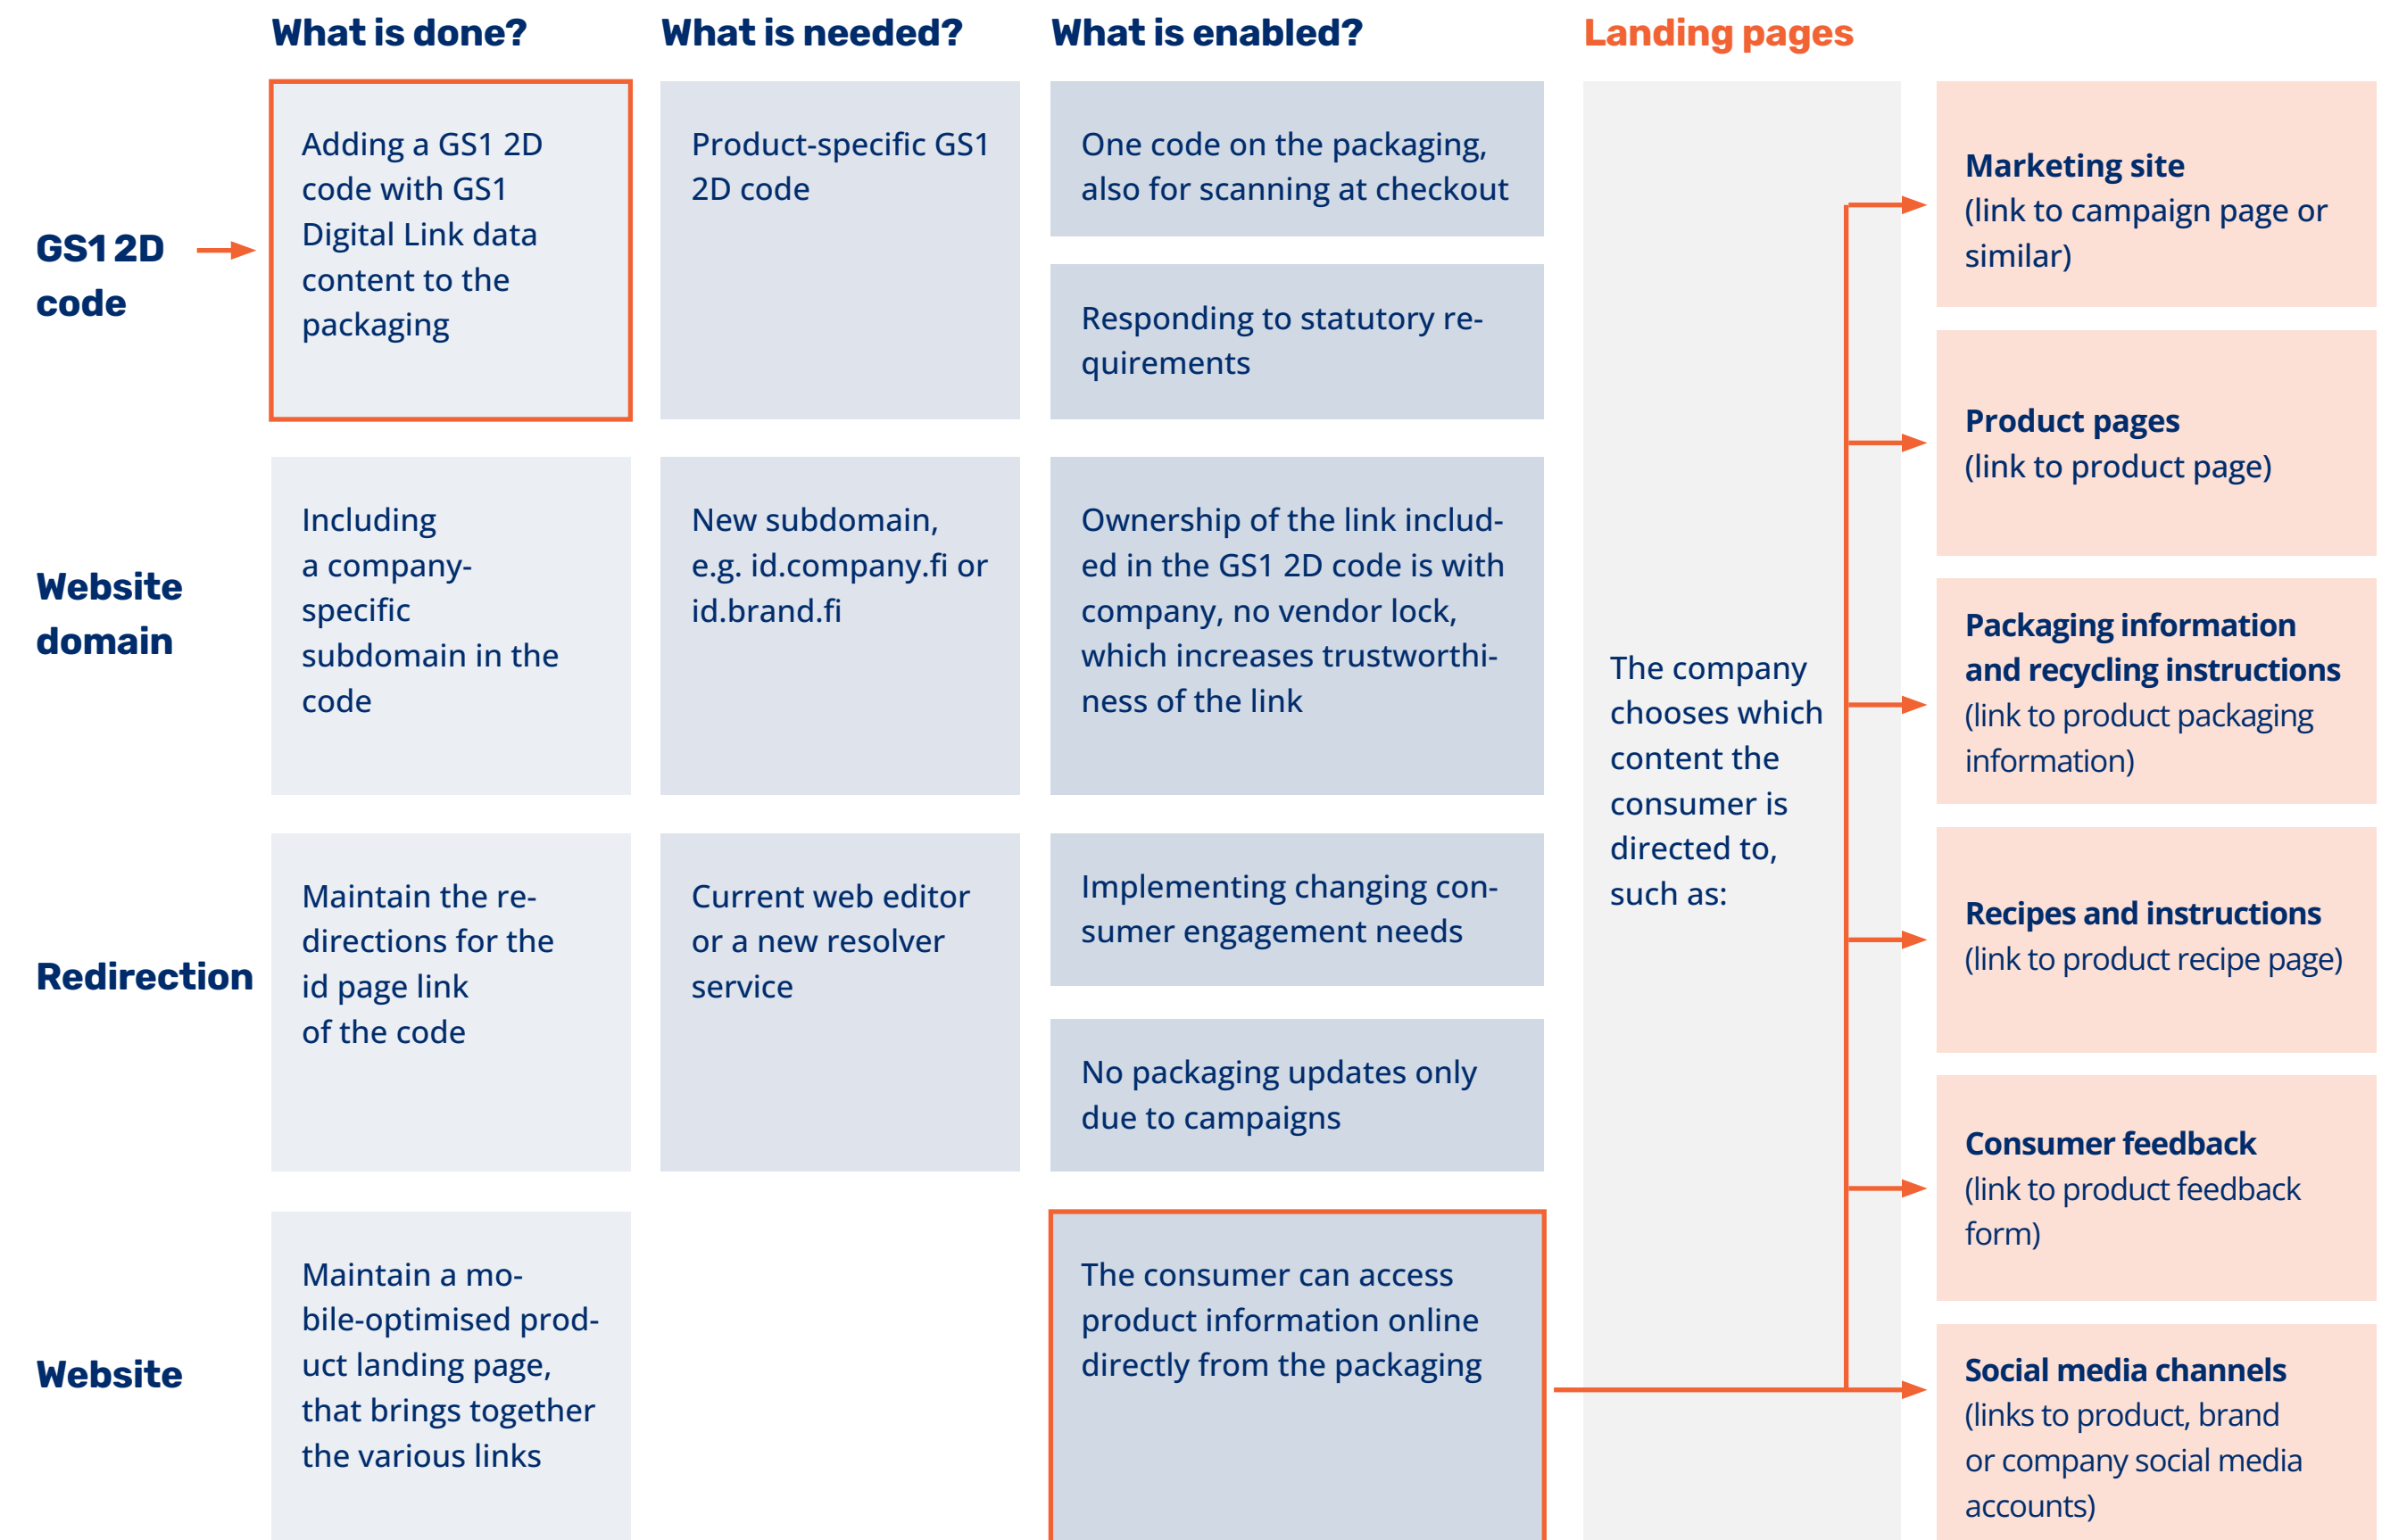 What is done?
What is needed?
What is enabled?
Landing pages
GS1 2D
code
Adding a GS1 2D
code with GS1
Digital Link data
content to the
packaging
Product-specific GS1
2D code
One code on the packaging,
also for scanning at checkout
Responding to statutory re-
quirements
Website
domain
Including
a company-
specific
subdomain in the
code
New subdomain,
e.g. id.company.fi or
id.brand.fi
Ownership of the link includ-
ed in the GS1 2D code is with
company, no vendor lock,
which increases trustworthi-
ness of the link
Redirection
Maintain the re-
directions for the
id page link
of the code
Current web editor
or a new resolver
service
Implementing changing con-
sumer engagement needs
No packaging updates only
due to campaigns
Website
Maintain a mo-
bile-optimised prod-
uct landing page,
that brings together
the various links
The consumer can access
product information online
directly from the packaging
The company
chooses which
content the
consumer is
directed to,
such as:
Marketing site
(link to campaign page or
similar)
Product pages
(link to product page)
Packaging information
and recycling instructions
(link to product packaging
information)
Recipes and instructions
(link to product recipe page)
Consumer feedback
(link to product feedback
form)
Social media channels
(links to product, brand
or company social media
accounts)